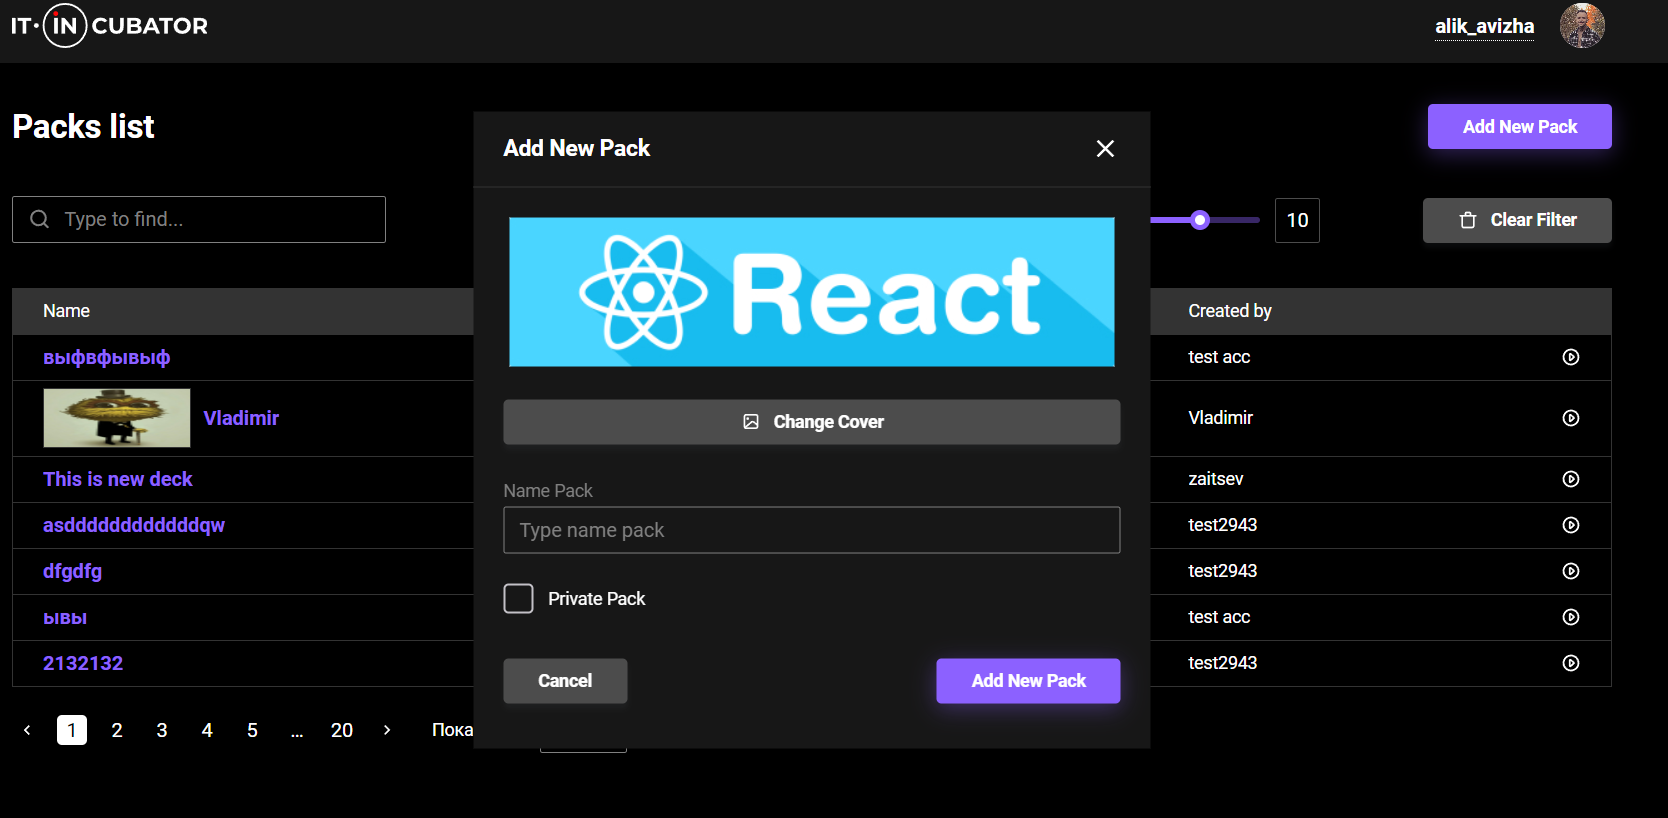 IT·INCUBATOR
alik_avizha
Packs list
Add New Pack
Add New Pack
Type to find...
10
Clear Filter
React
Name
Created by
выфвфывыф
test acc
Change Cover
Vladimir
Vladimir
This is new deck
zaitsev
Name Pack
asddddddddddddqw
test2943
Type name pack
dfgdfg
test2943
Private Pack
ывы
test acc
2132132
test2943
Cancel
Add New Pack
1 2 3 4 5 ... 20
Пока